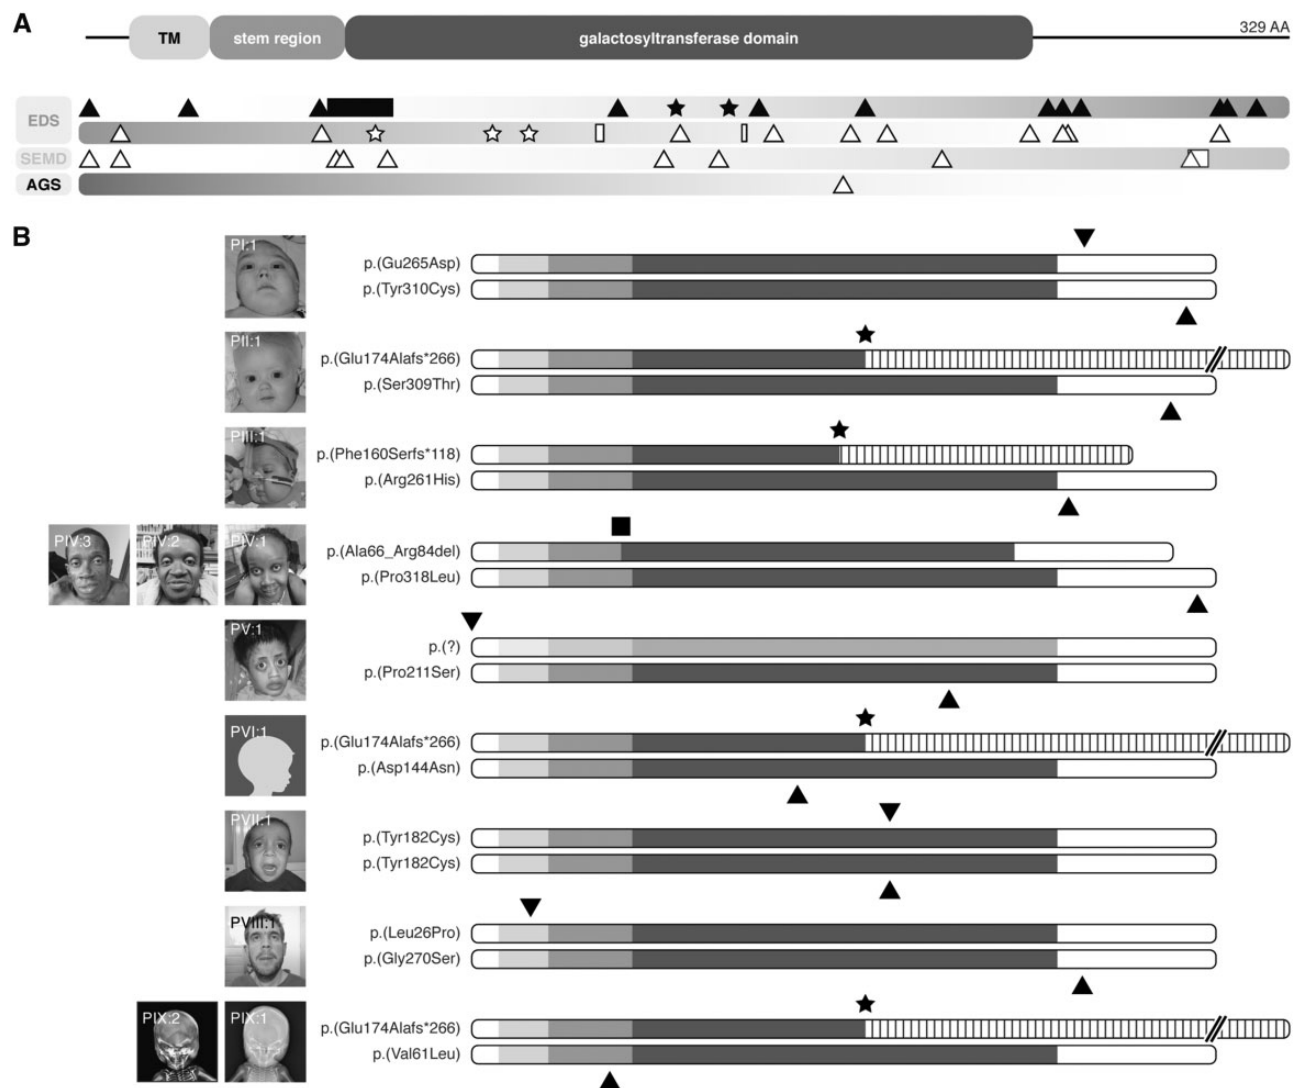 A
TM
stem region
galactosyltransferase domain
329 AA
EDS
SEMD
AGS
B
PI:1
p.(Gu265Asp)
p.(Tyr310Cys)
PII:1
p.(Glu174Alafs*266)
p.(Ser309Thr)
PIII:1
p.(Phe160Serfs*118)
p.(Arg261His)
PIV:3
PIV:2
PIV:1
p.(Ala66_Arg84del)
p.(Pro318Leu)
PV:1
p.(?)
p.(Pro211Ser)
PVI:1
p.(Glu174Alafs*266)
p.(Asp144Asn)
PVII:1
p.(Tyr182Cys)
p.(Tyr182Cys)
PVIII:1
p.(Leu26Pro)
p.(Gly270Ser)
PIX:2
PIX:1
p.(Glu174Alafs*266)
p.(Val61Leu)